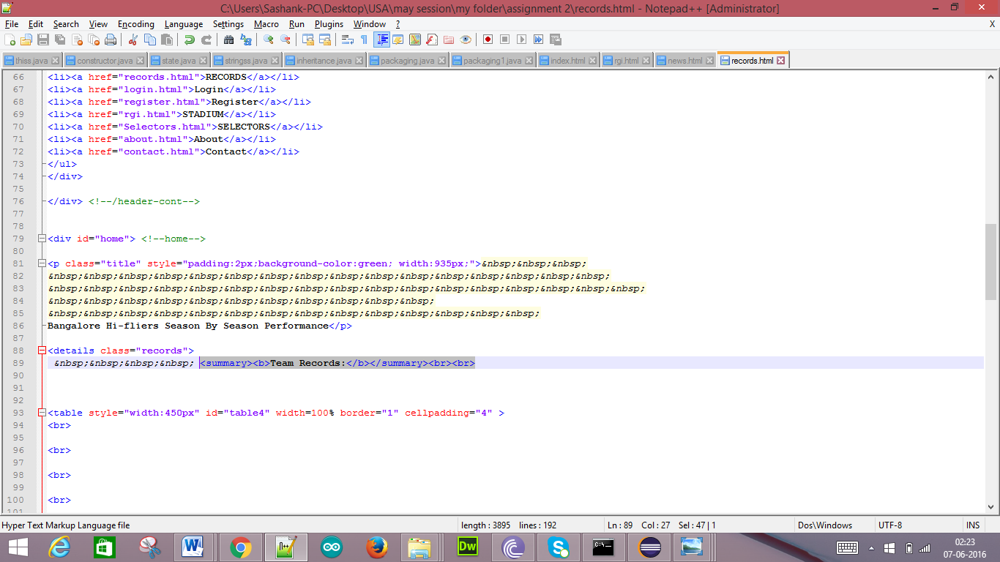 C:\Users\Sashank-PC\Desktop\USA\may session\my folder\assignment 2\records.html - Notepad++ [Administrator]
File Edit Search View Encoding Language Settings Macro Run Plugins Window ? X
thiss.java constructor.java state.java stringss.java inheritance.java packaging.java packaging1.java index.html rgi.html news.html records.html
66 <li><a href="records.html">RECORDS</a></li>
67 <li><a href="login.html">Login</a></li>
68 <li><a href="register.html">Register</a></li>
69 <li><a href="rgi.html">STADIUM</a></li>
70 <li><a href="Selectors.html">SELECTORS</a></li>
71 <li><a href="about.html">About</a></li>
72 <li><a href="contact.html">Contact</a></li>
73 </ul>
74 </div>
75
76 </div> <!--/header-cont-->
77
78
79 <div id="home"> <!--home-->
80
81 <p class="title" style="padding:2px;background-color:green; width:935px;">&nbsp;&nbsp;&nbsp;
82 &nbsp;&nbsp;&nbsp;&nbsp;&nbsp;&nbsp;&nbsp;&nbsp;&nbsp;&nbsp;&nbsp;&nbsp;&nbsp;&nbsp;&nbsp;&nbsp;
83 &nbsp;&nbsp;&nbsp;&nbsp;&nbsp;&nbsp;&nbsp;&nbsp;&nbsp;&nbsp;&nbsp;&nbsp;&nbsp;&nbsp;&nbsp;&nbsp;&nbsp;
84 &nbsp;&nbsp;&nbsp;&nbsp;&nbsp;&nbsp;&nbsp;&nbsp;&nbsp;&nbsp;&nbsp;
85 &nbsp;&nbsp;&nbsp;&nbsp;&nbsp;&nbsp;&nbsp;&nbsp;&nbsp;&nbsp;&nbsp;&nbsp;&nbsp;&nbsp;
86 Bangalore Hi-fliers Season By Season Performance</p>
87
88 <details class="records">
89 &nbsp;&nbsp;&nbsp;&nbsp; <summary><b>Team Records:</b></summary><br><br>
90
91
92
93 <table style="width:450px" id="table4" width=100% border="1" cellpadding="4" >
94 <br>
95
96 <br>
97
98 <br>
99
100 <br>
101
Hyper Text Markup Language file length : 3895 lines : 192 Ln : 89 Col : 27 Sel : 47 | 1 Dos\Windows UTF-8 INS
02:23
07-06-2016